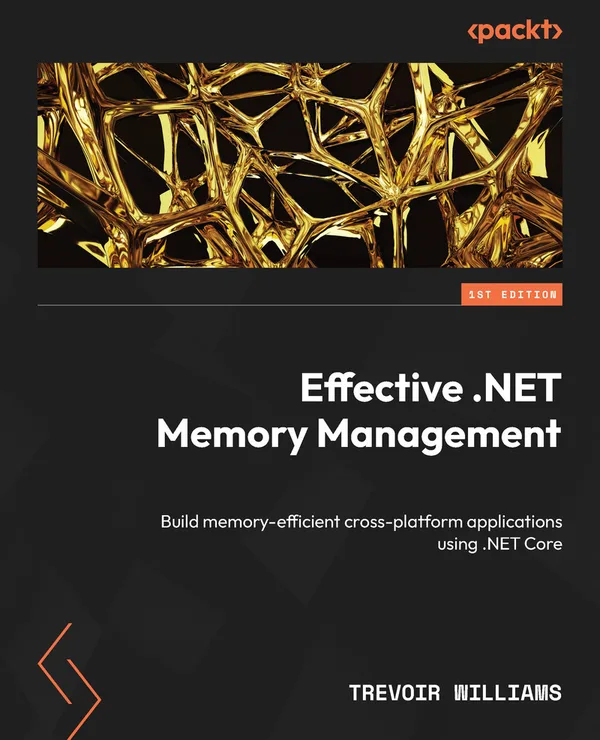 <packt>
1ST EDITION
Effective .NET
Memory Management
Build memory-efficient cross-platform applications
using .NET Core
TREVOIR WILLIAMS